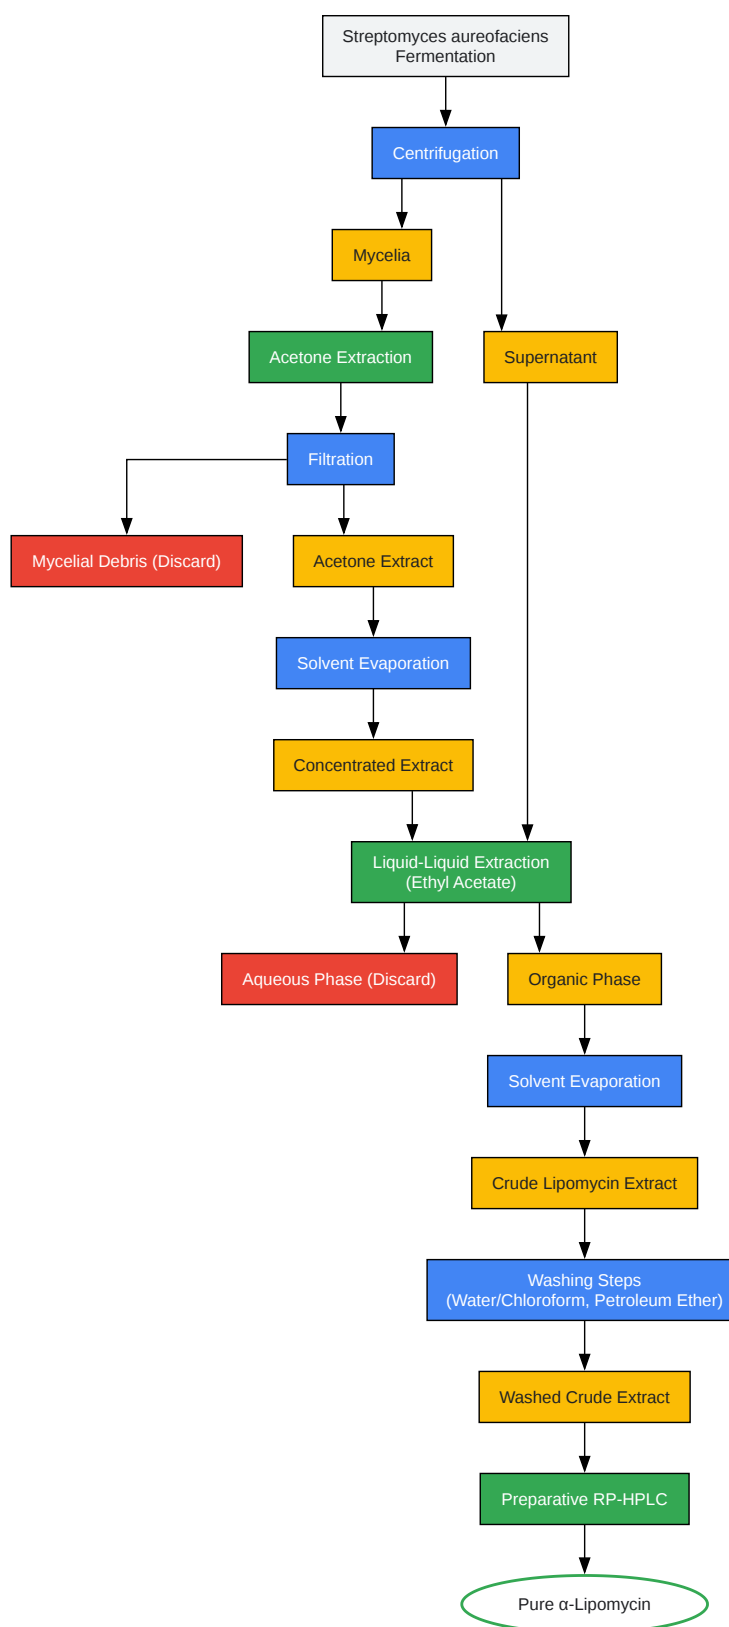 Streptomyces aureofaciens
Fermentation
Centrifugation
Mycelia
Acetone Extraction
Supernatant
Filtration
Mycelial Debris (Discard)
Acetone Extract
Solvent Evaporation
Concentrated Extract
Liquid-Liquid Extraction
(Ethyl Acetate)
Aqueous Phase (Discard)
Organic Phase
Solvent Evaporation
Crude Lipomycin Extract
Washing Steps
(Water/Chloroform, Petroleum Ether)
Washed Crude Extract
Preparative RP-HPLC
Pure α-Lipomycin